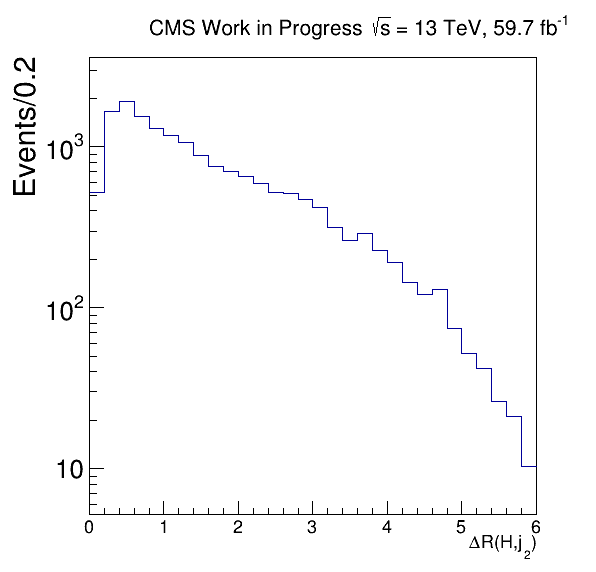 CMS Work in Progress √s = 13 TeV, 59.7 fb⁻¹
Events/0.2
10³
10²
10
0 1 2 3 4 5 6
ΔR(H,j₂)